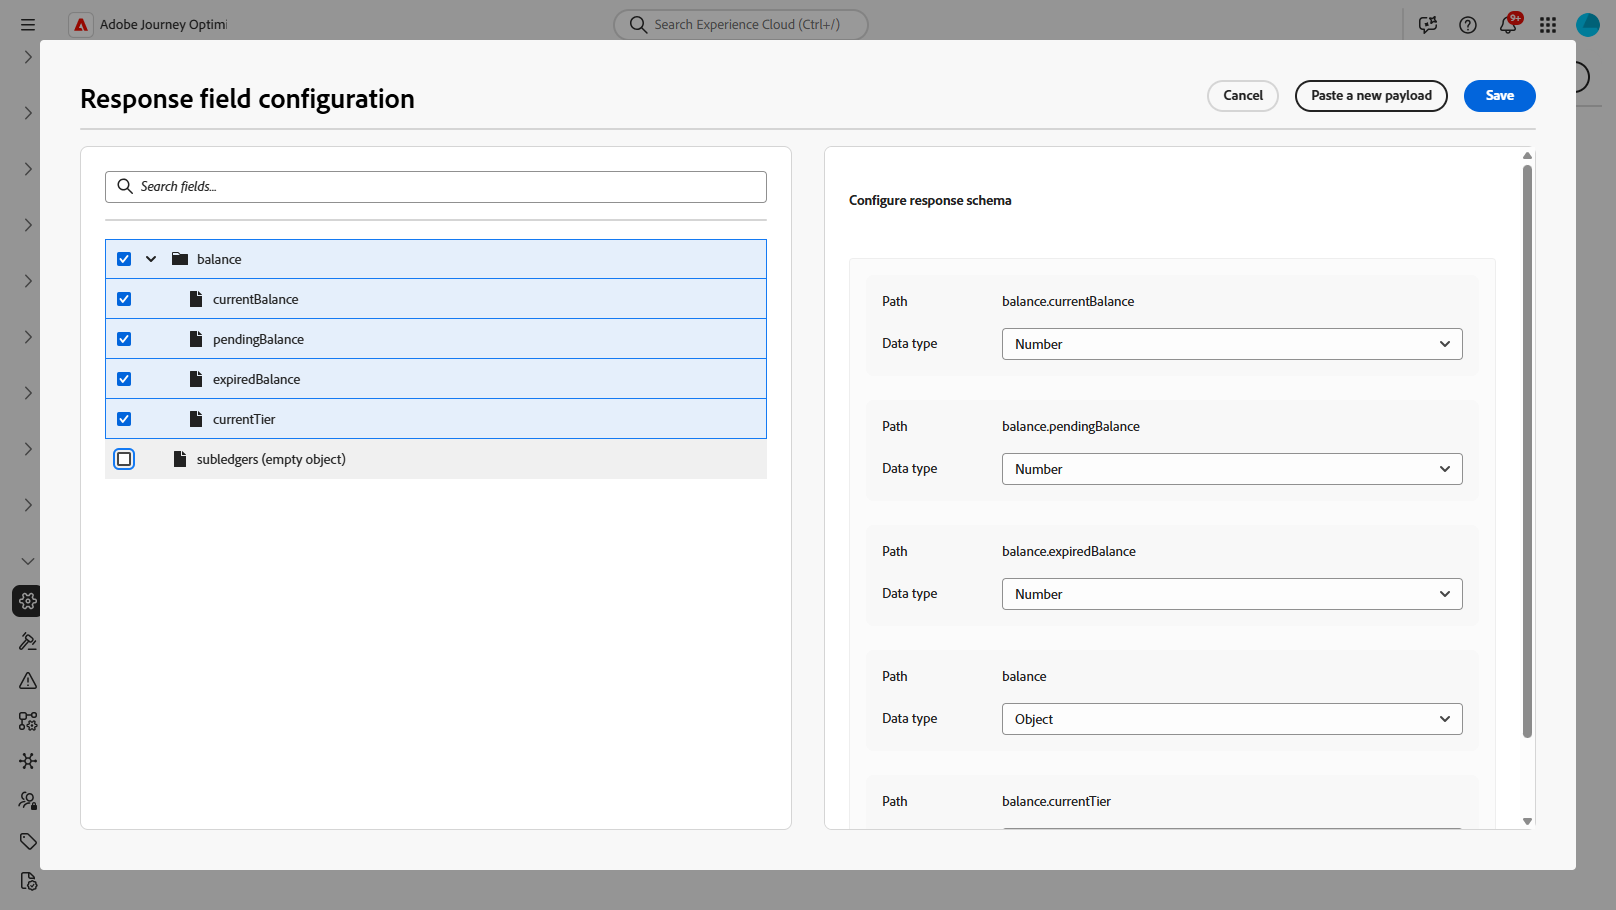 Adobe Journey Optimi
Search Experience Cloud (Ctrl+/)
9+
Response field configuration
Cancel
Paste a new payload
Save
Search fields...
balance
currentBalance
pendingBalance
expiredBalance
currentTier
subledgers (empty object)
Configure response schema
Path balance.currentBalance
Data type Number
Path balance.pendingBalance
Data type Number
Path balance.expiredBalance
Data type Number
Path balance
Data type Object
Path balance.currentTier